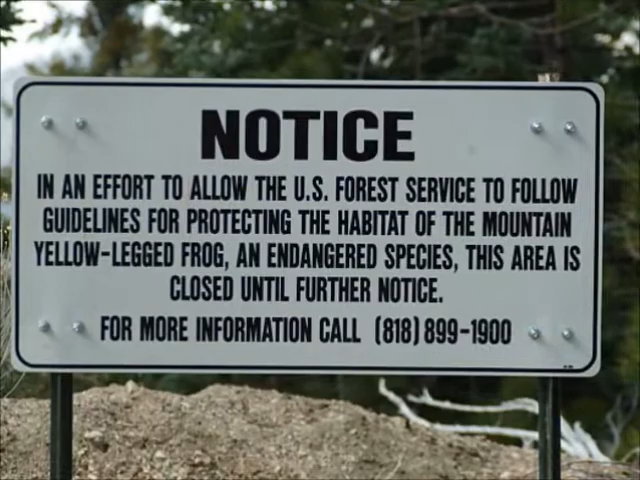 NOTICE
IN AN EFFORT TO ALLOW THE U.S. FOREST SERVICE TO FOLLOW
GUIDELINES FOR PROTECTING THE HABITAT OF THE MOUNTAIN
YELLOW-LEGGED FROG, AN ENDANGERED SPECIES, THIS AREA IS
CLOSED UNTIL FURTHER NOTICE.
FOR MORE INFORMATION CALL (818) 899-1900